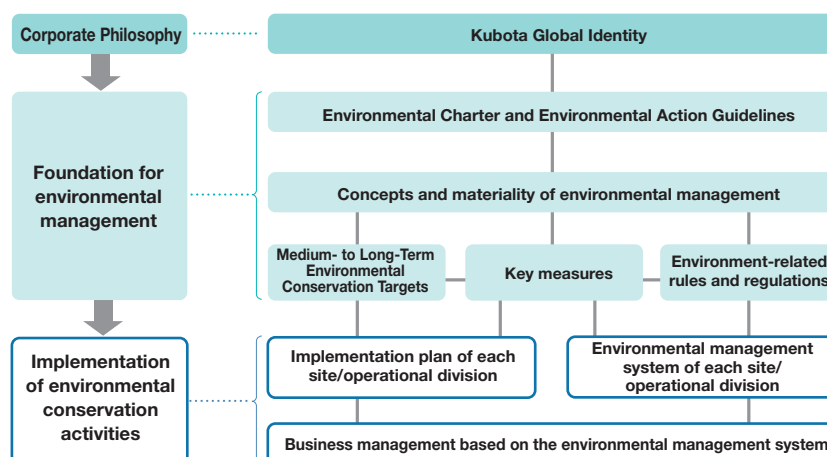 Corporate Philosophy
Kubota Global Identity
Foundation for
environmental
management
Environmental Charter and Environmental Action Guidelines
Concepts and materiality of environmental management
Medium- to Long-Term
Environmental
Conservation Targets
Key measures
Environment-related
rules and regulations
Implementation
of environmental
conservation
activities
Implementation plan of each
site/operational division
Environmental management
system of each site/
operational division
Business management based on the environmental management system